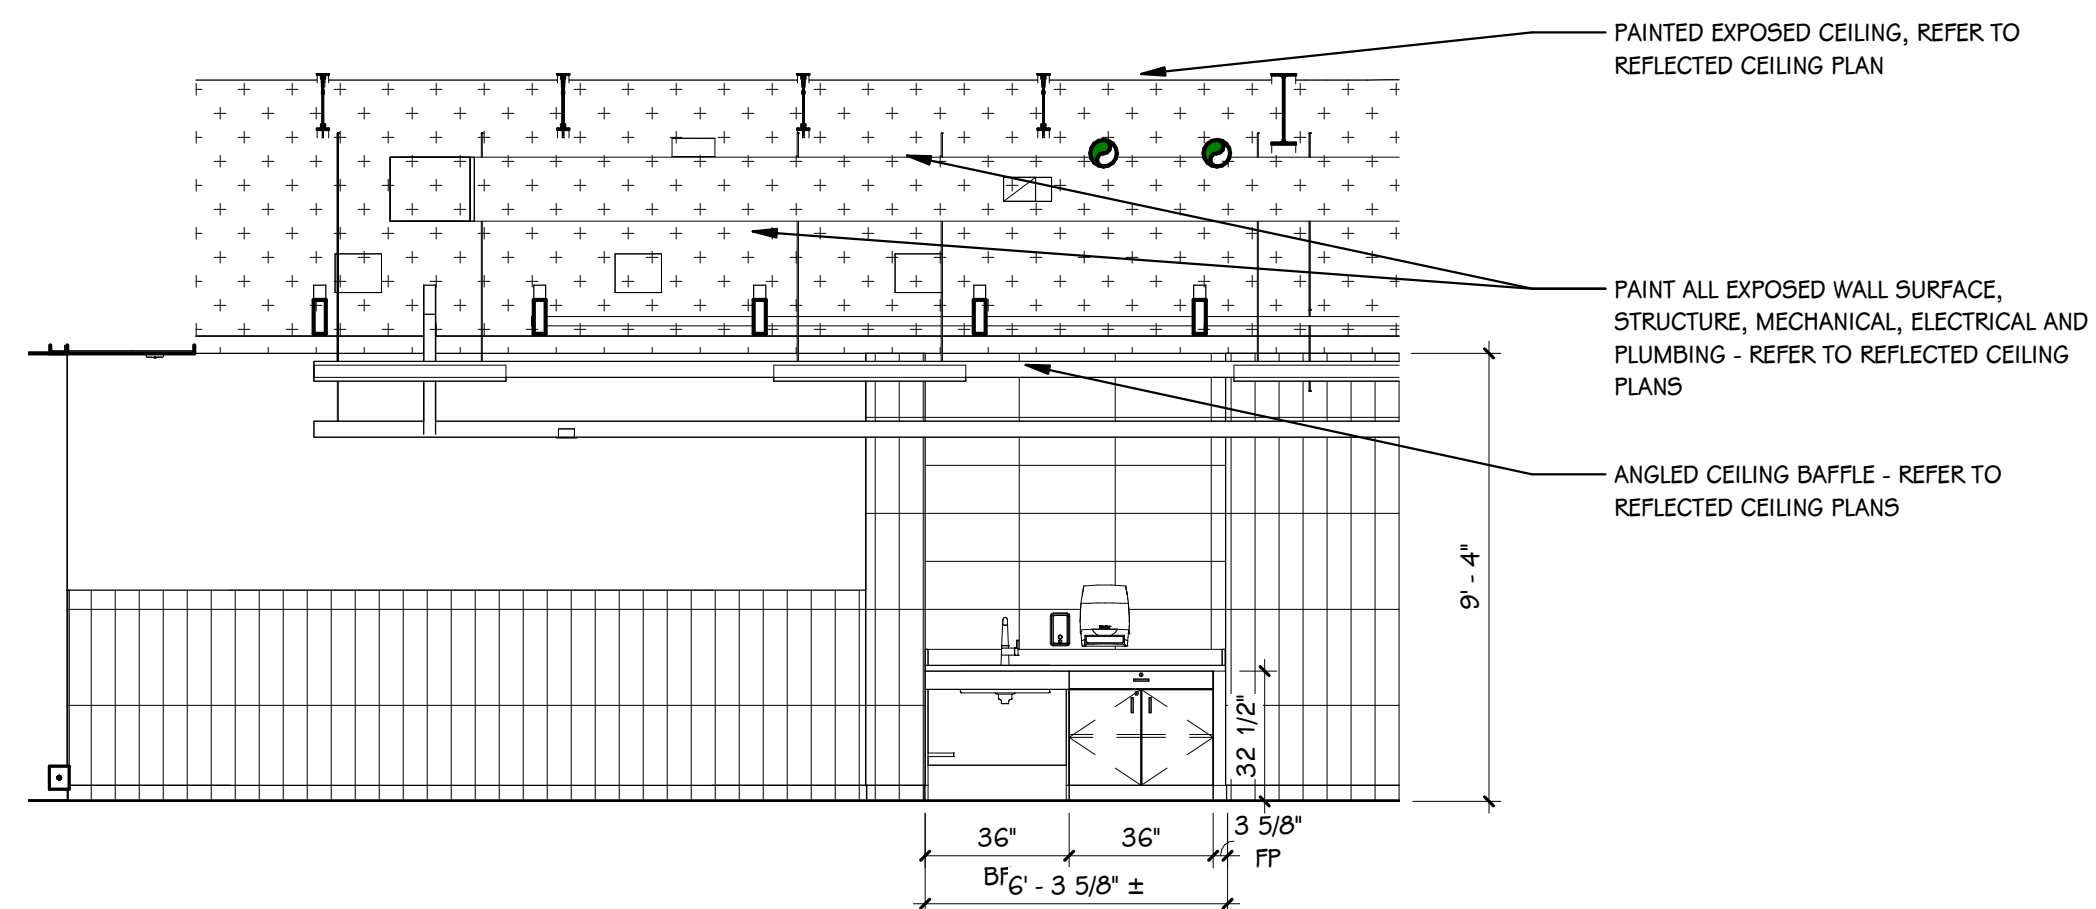 PAINTED EXPOSED CEILING, REFER TO
REFLECTED CEILING PLAN
PAINT ALL EXPOSED WALL SURFACE,
STRUCTURE, MECHANICAL, ELECTRICAL AND
PLUMBING - REFER TO REFLECTED CEILING
PLANS
ANGLED CEILING BAFFLE - REFER TO
REFLECTED CEILING PLANS
9' - 4"
32 1/2"
36"
36"
3 5/8"
FP
BF
6' - 3 5/8" ±